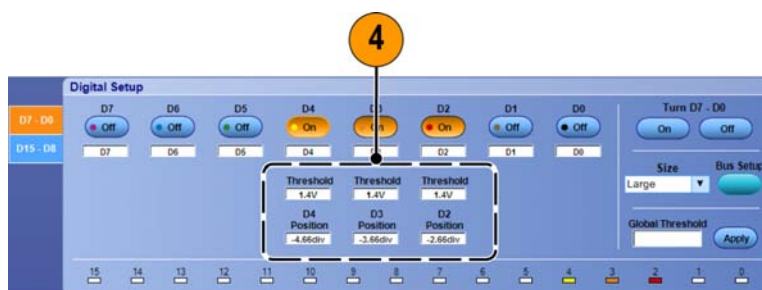 4
Digital Setup
D7 D6 D5 D4 D3 D2 D1 D0 Turn D7 - D0
D7 - D0
Off Off Off On On On Off Off On Off
D15 - D8
D7 D6 D5 D4 D2 D1 D0
Size Bus Setup
Threshold Threshold Threshold
Large
1.4V 1.4V 1.4V
D4 D3 D2
Position Position Position
Global Threshold
-4.66div -3.66div -2.66div
Apply
15 14 13 12 11 10 9 8 7 6 5 4 3 2 1 0